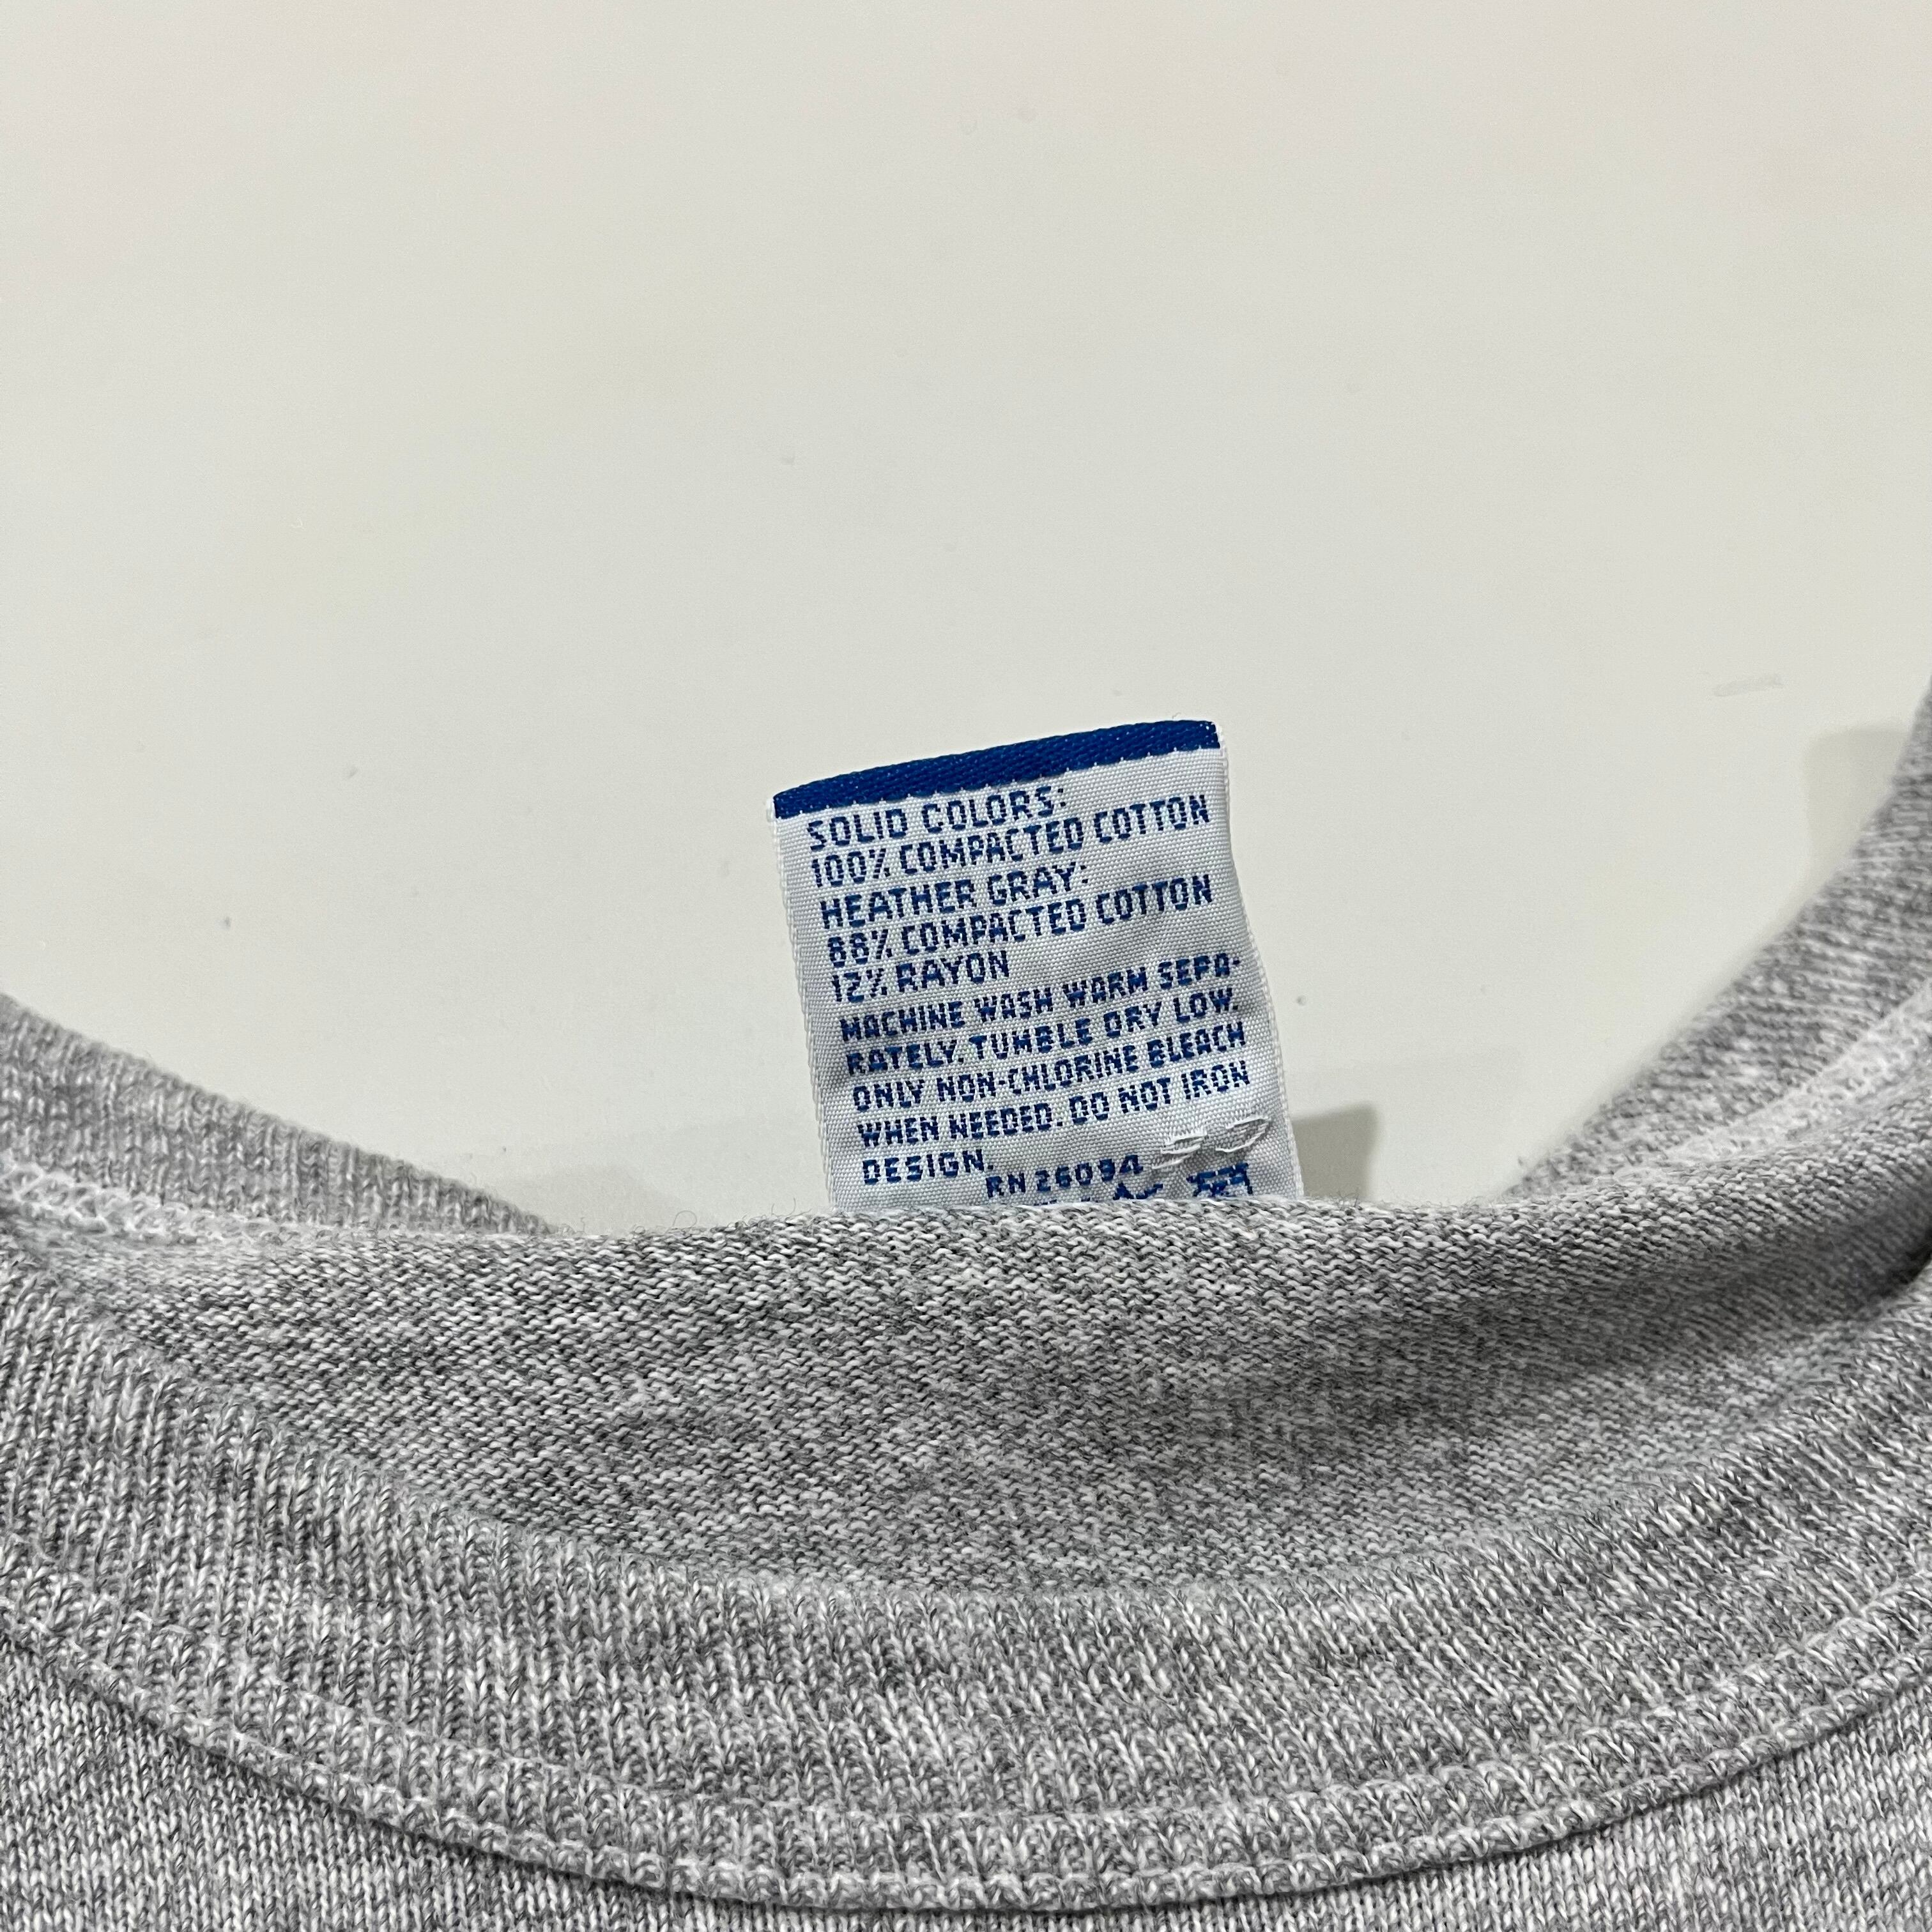 SOLID COLORS:
100% COMPACTED COTTON
HEATHER GRAY:
88% COMPACTED COTTON
12% RAYON
MACHINE WASH WARM SEPA-
RATELY. TUMBLE DRY LOW.
ONLY NON-CHLORINE BLEACH
WHEN NEEDED. DO NOT IRON
DESIGN.
RN 26094